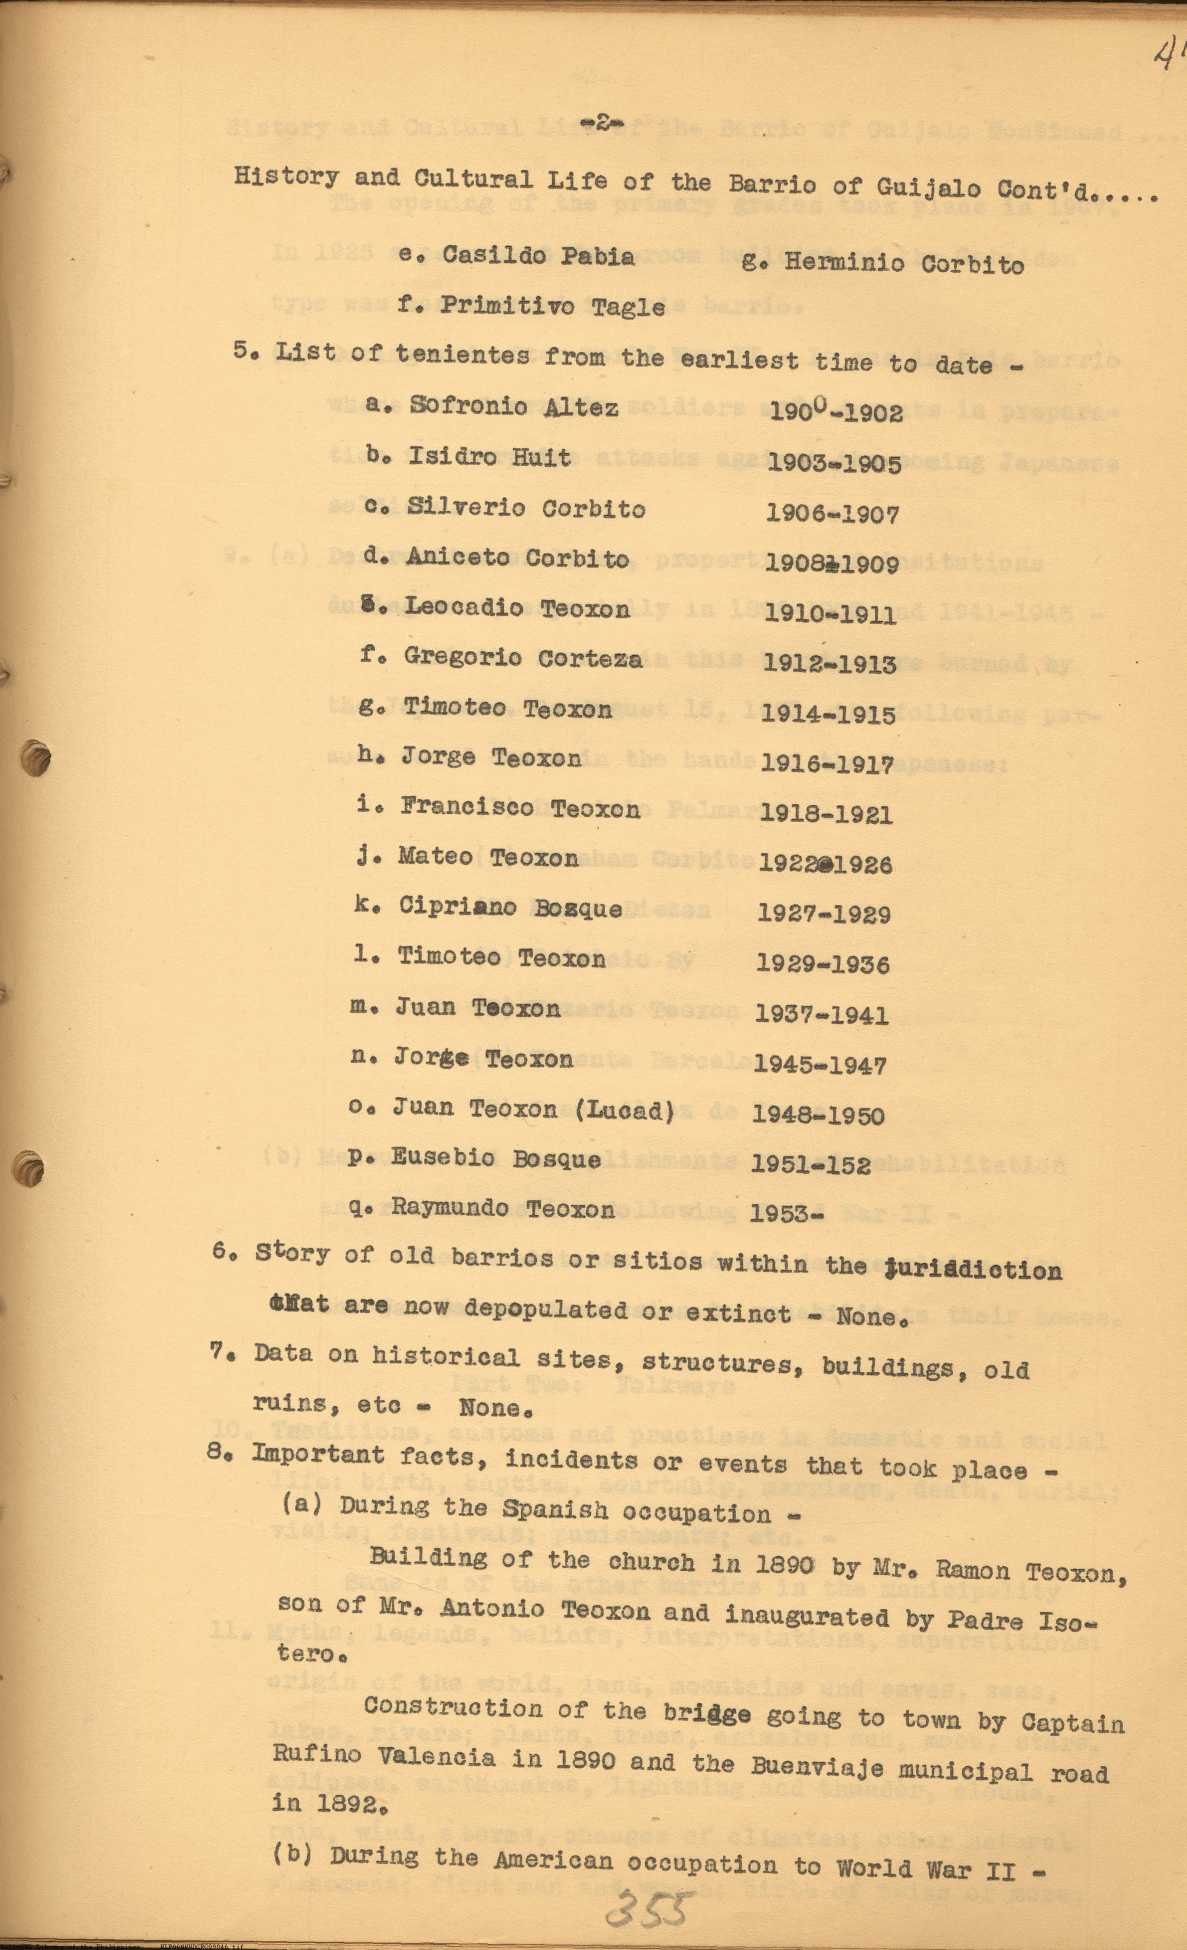 -2-
History and Cultural Life of the Barrio of Guijalo Cont'd.....
e. Casildo Pabia g. Herminio Corbito
f. Primitivo Tagle
5. List of tenientes from the earliest time to date -
a. Sofronio Altez 1900-1902
b. Isidro Huit 1903-1905
c. Silverio Corbito 1906-1907
d. Aniceto Corbito 1908-1909
e. Leocadio Teoxon 1910-1911
f. Gregorio Corteza 1912-1913
g. Timoteo Teoxon 1914-1915
h. Jorge Teoxon 1916-1917
i. Francisco Teoxon 1918-1921
j. Mateo Teoxon 1922-1926
k. Cipriano Bosque 1927-1929
l. Timoteo Teoxon 1929-1936
m. Juan Teoxon 1937-1941
n. Jorge Teoxon 1945-1947
o. Juan Teoxon (Lucad) 1948-1950
p. Eusebio Bosque 1951-152
q. Raymundo Teoxon 1953-
6. Story of old barrios or sitios within the jurisdiction
that are now depopulated or extinct - None.
7. Data on historical sites, structures, buildings, old
ruins, etc - None.
8. Important facts, incidents or events that took place -
(a) During the Spanish occupation -
Building of the church in 1890 by Mr. Ramon Teoxon,
son of Mr. Antonio Teoxon and inaugurated by Padre Iso-
tero.
Construction of the bridge going to town by Captain
Rufino Valencia in 1890 and the Buenviaje municipal road
in 1892.
(b) During the American occupation to World War II -
355